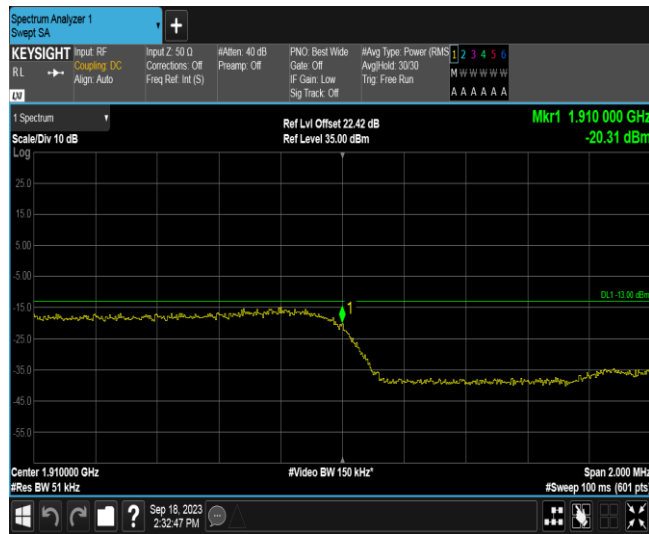 Spectrum Analyzer 1
Swept SA
+
KEYSIGHT
RL
LXI
Input: RF
Coupling: DC
Align: Auto
Input Z: 50 Ω
Corrections: Off
Freq Ref: Int (S)
#Atten: 40 dB
Preamp: Off
PNO: Best Wide
Gate: Off
IF Gain: Low
Sig Track: Off
#Avg Type: Power (RMS
Avg|Hold: 30/30
Trig: Free Run
1 2 3 4 5 6
M W W W W W
A A A A A A
1 Spectrum
Scale/Div 10 dB
Log
Ref Lvl Offset 22.42 dB
Ref Level 35.00 dBm
Mkr1 1.910 000 GHz
-20.31 dBm
25.0
15.0
5.00
-5.00
DL1 -13.00 dBm
-15.0
1
-25.0
-35.0
-45.0
-55.0
Center 1.910000 GHz
#Res BW 51 kHz
#Video BW 150 kHz*
Span 2.000 MHz
#Sweep 100 ms (601 pts)
?
Sep 18, 2023
2:32:47 PM